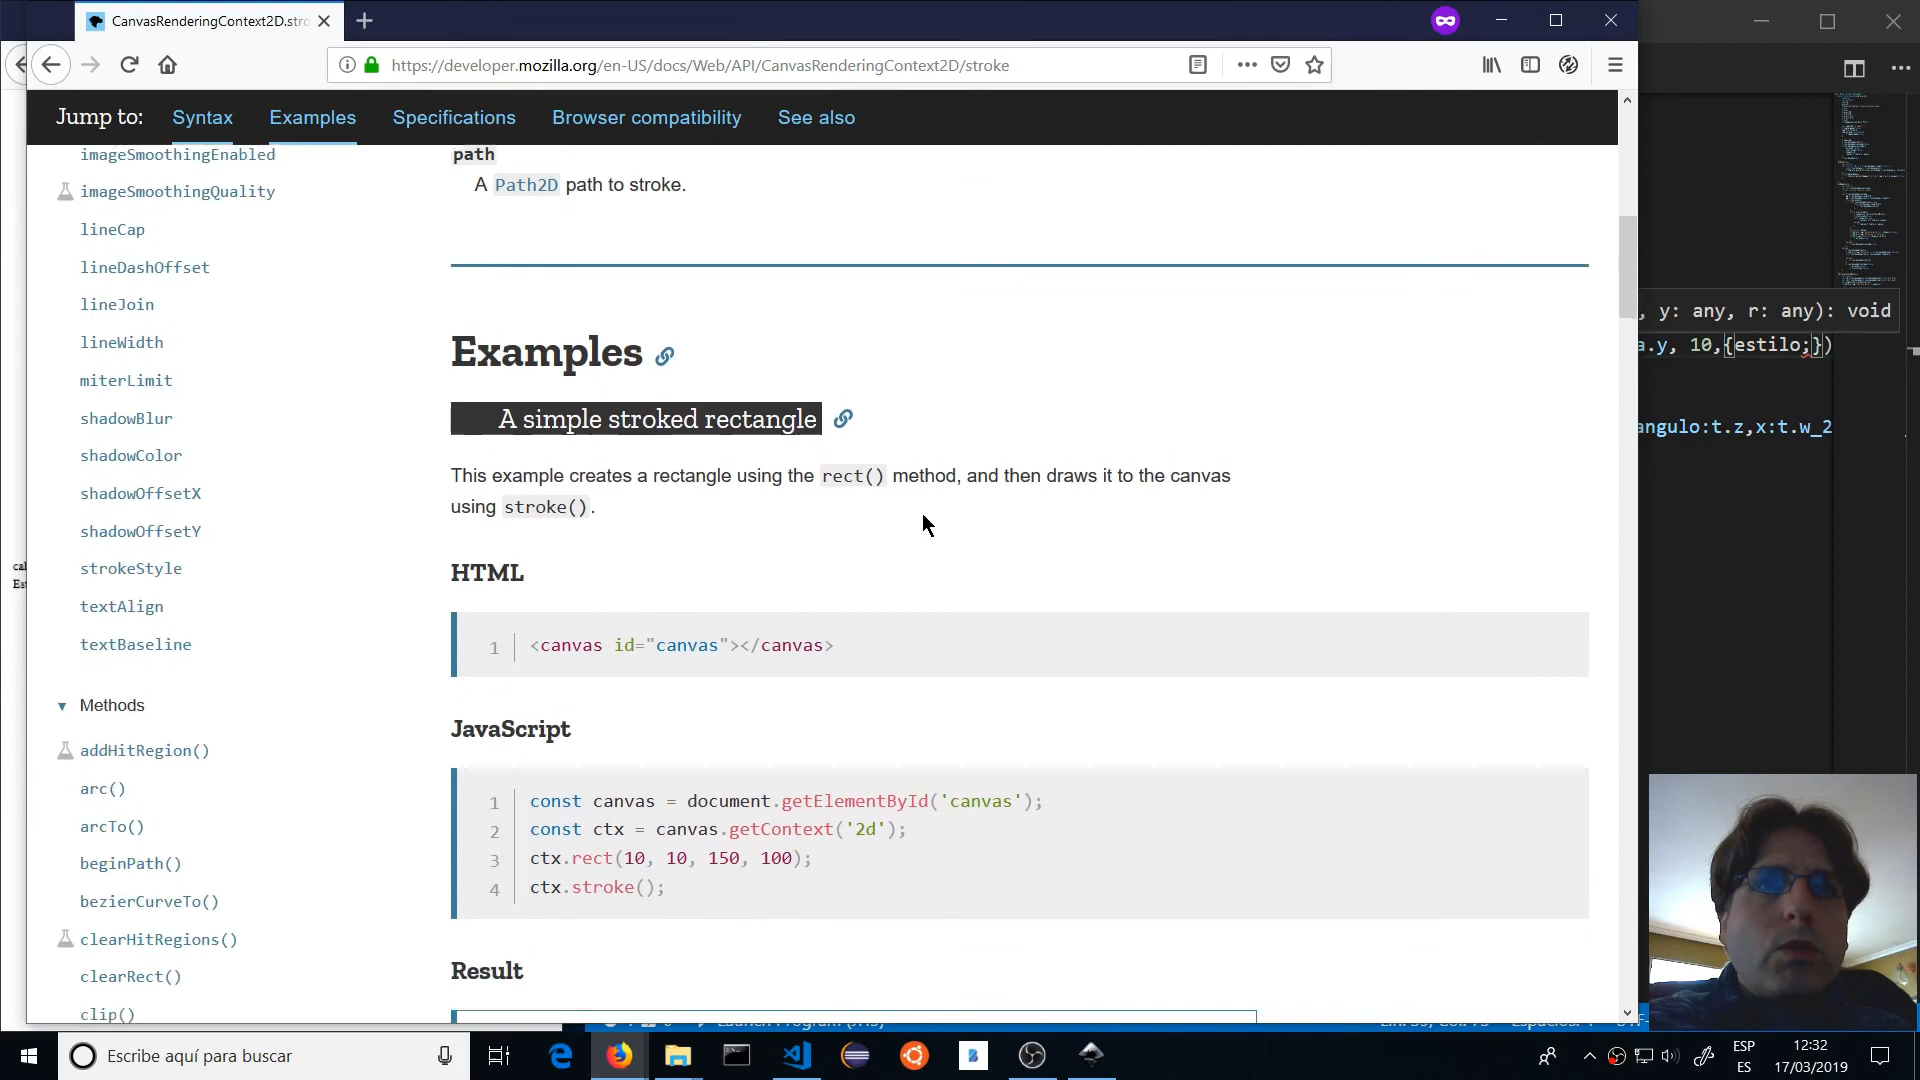 CanvasRenderingContext2D.stro
https://developer.mozilla.org/en-US/docs/Web/API/CanvasRenderingContext2D/stroke
Jump to: Syntax Examples Specifications Browser compatibility See also
imageSmoothingEnabled
imageSmoothingQuality
lineCap
lineDashOffset
lineJoin
lineWidth
miterLimit
shadowBlur
shadowColor
shadowOffsetX
shadowOffsetY
strokeStyle
textAlign
textBaseline
Methods
addHitRegion()
arc()
arcTo()
beginPath()
bezierCurveTo()
clearHitRegions()
clearRect()
clip()
path
A Path2D path to stroke.
Examples
A simple stroked rectangle
This example creates a rectangle using the rect() method, and then draws it to the canvas
using stroke().
HTML
1 <canvas id="canvas"></canvas>
JavaScript
1 const canvas = document.getElementById('canvas');
2 const ctx = canvas.getContext('2d');
3 ctx.rect(10, 10, 150, 100);
4 ctx.stroke();
Result
, y: any, r: any): void
a.y, 10,{estilo;})
angulo:t.z,x:t.w_2
cal
Es
Escribe aquí para buscar
ESP
ES
12:32
17/03/2019